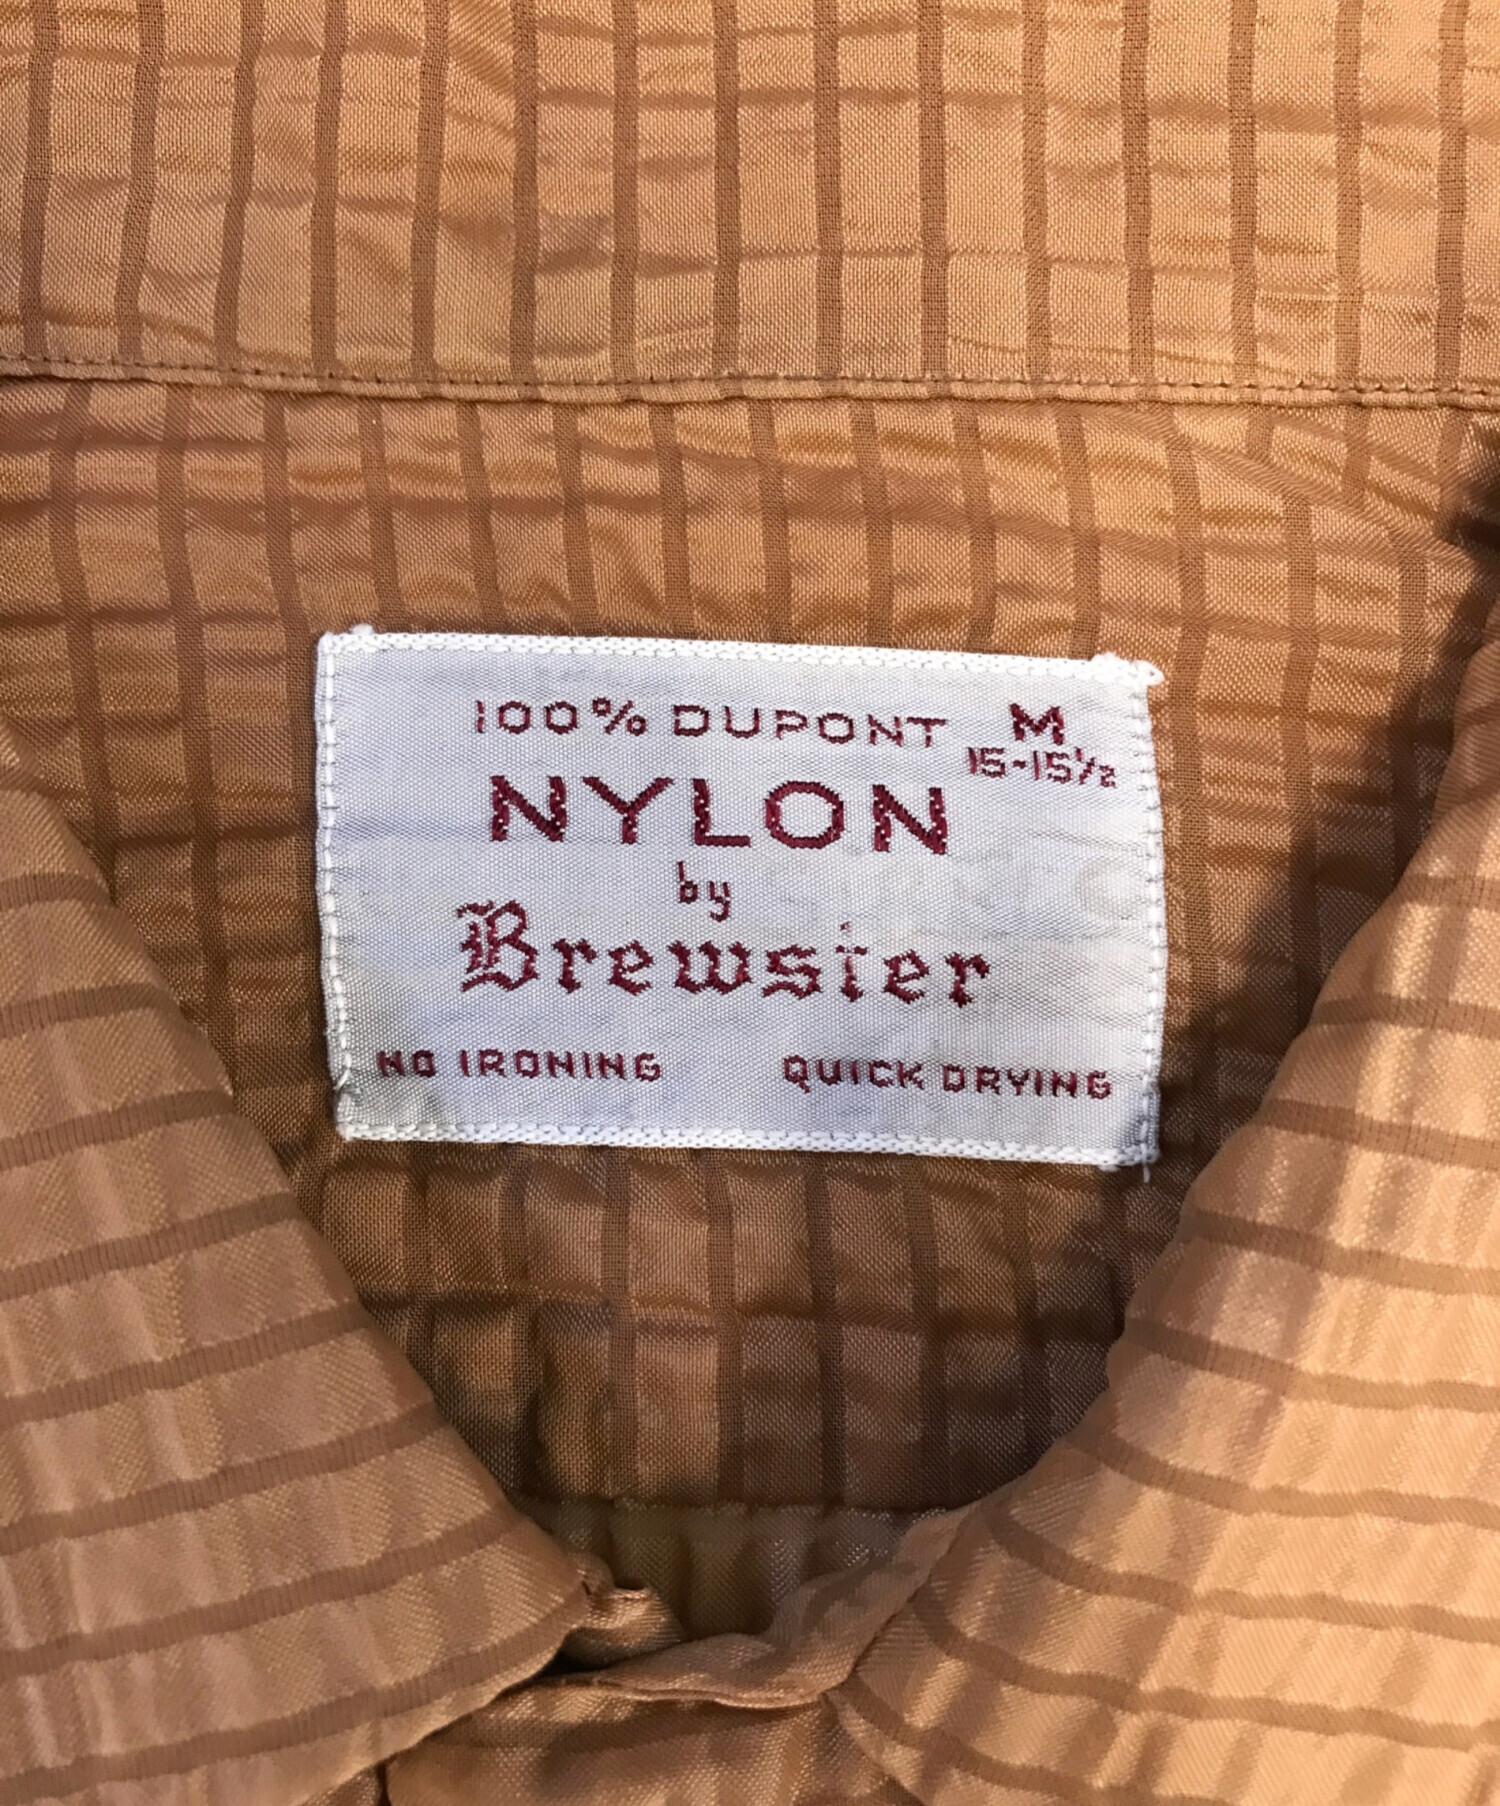 100% DUPONT M
15-15½
NYLON
by
Brewster
NO IRONING QUICK DRYING